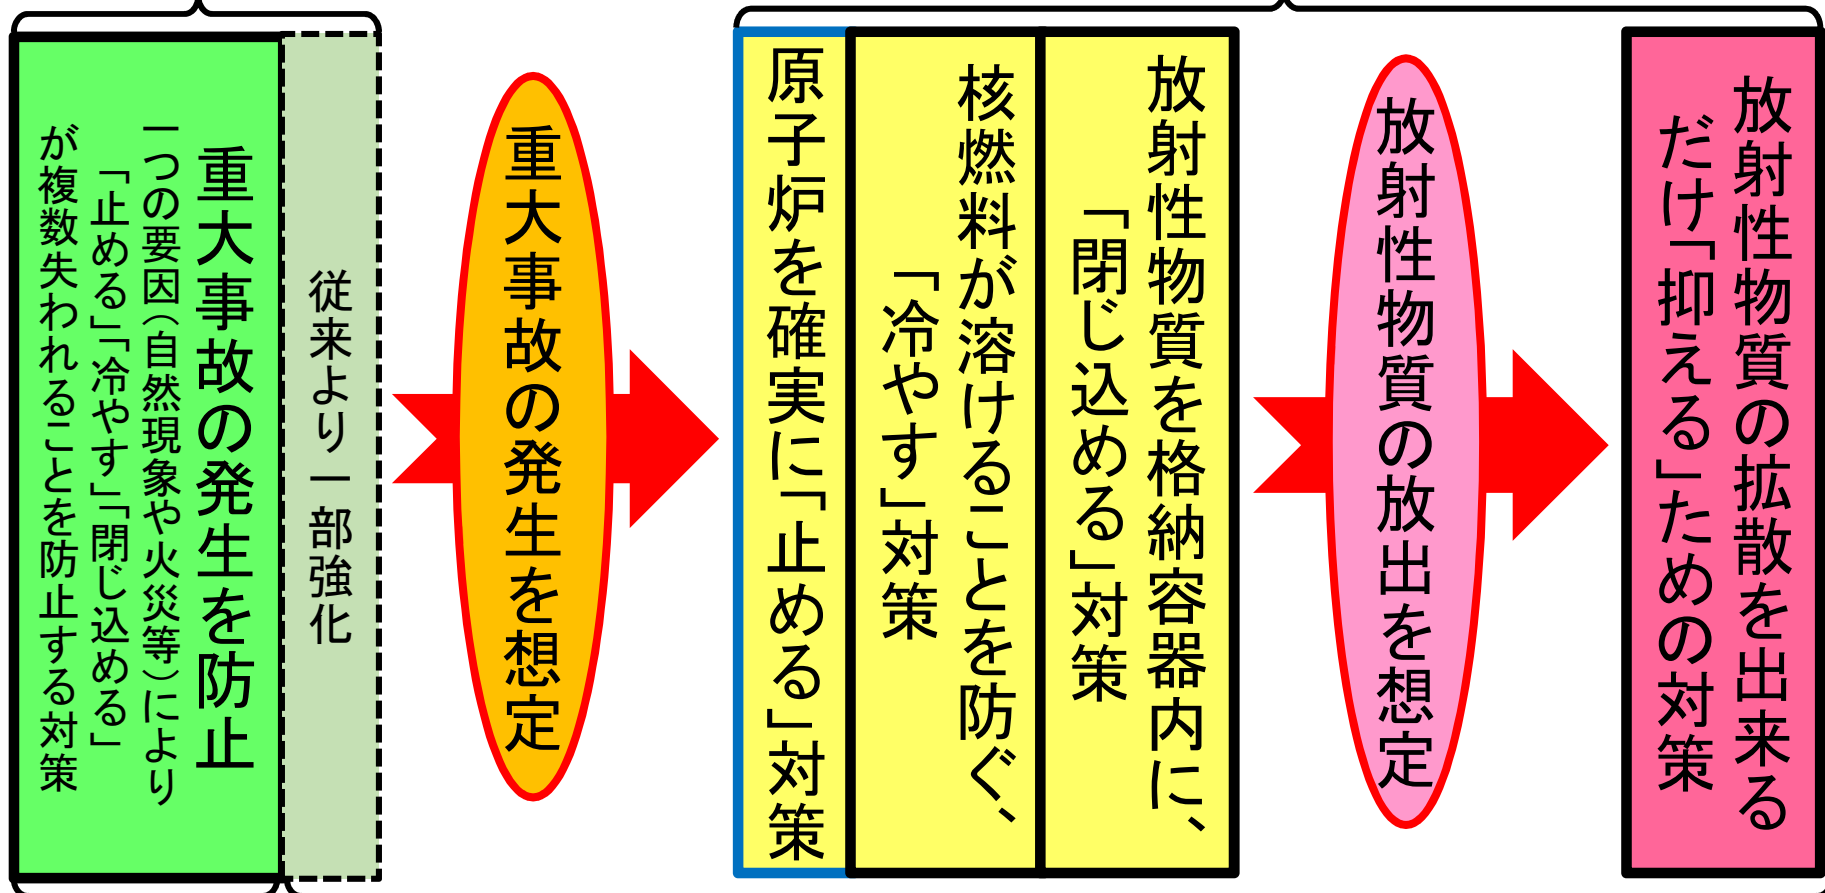 重大事故の発生を防止
一つの要因（自然現象や火災等）により
「止める」「冷やす」「閉じ込める」
が複数失われることを防止する対策
従来より一部強化
重大事故の発生を想定
原子炉を確実に「止める」対策
核燃料が溶けることを防ぐ、
「冷やす」対策
放射性物質を格納容器内に、
「閉じ込める」対策
放射性物質の放出を想定
放射性物質の拡散を出来る
だけ「抑える」ための対策